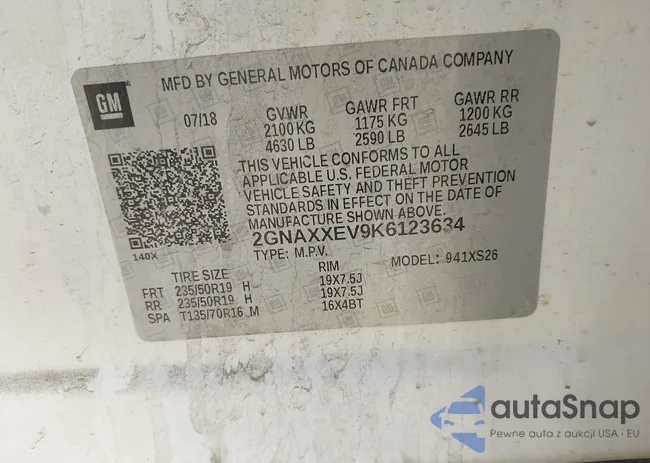 MFD BY GENERAL MOTORS OF CANADA COMPANY
GM
07/18 GVWR GAWR FRT GAWR RR
2100 KG 1175 KG 1200 KG
4630 LB 2590 LB 2645 LB
THIS VEHICLE CONFORMS TO ALL
APPLICABLE U.S. FEDERAL MOTOR
VEHICLE SAFETY AND THEFT PREVENTION
STANDARDS IN EFFECT ON THE DATE OF
MANUFACTURE SHOWN ABOVE.
2GNAXXEV9K6123634
140X
TYPE: M.P.V. MODEL: 941XS26
TIRE SIZE RIM
FRT 235/50R19 H 19X7.5J
RR 235/50R19 H 19X7.5J
SPA T135/70R16 M 16X4BT
autaSnap
Pewne auta z aukcji USA i EU